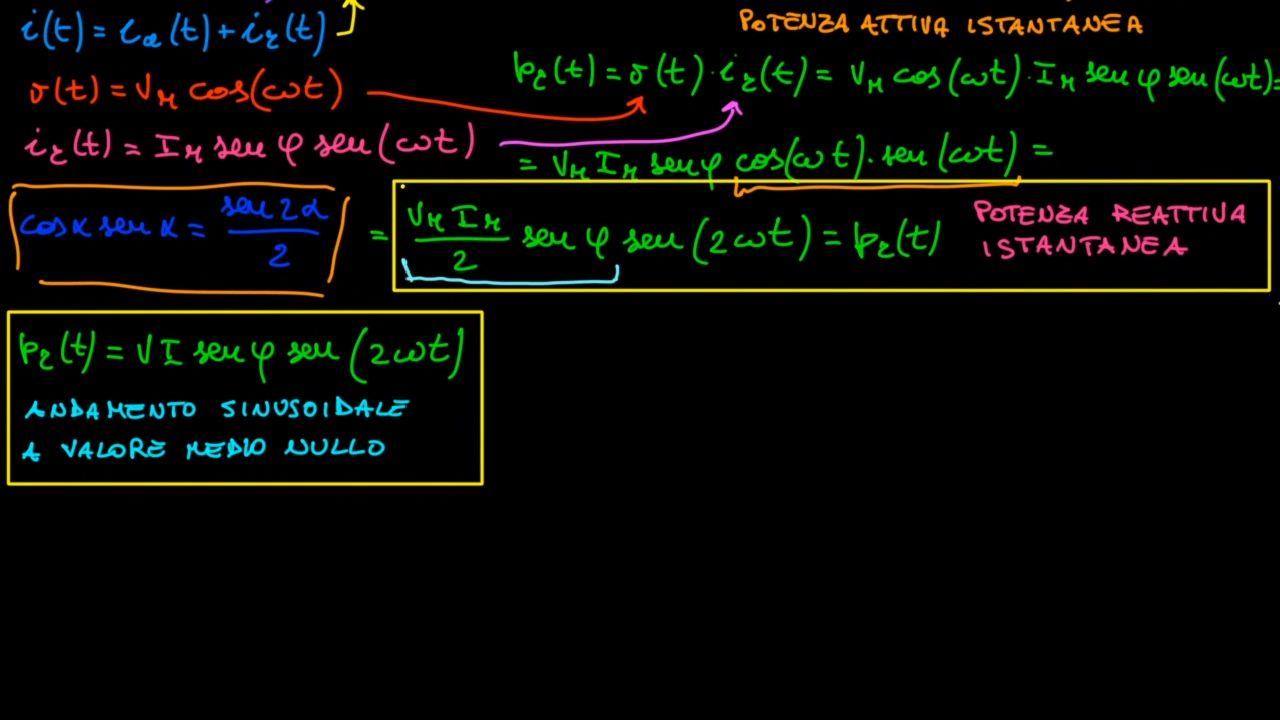 i(t) = ia(t) + ir(t)
POTENZA ATTIVA ISTANTANEA
v(t) = VM cos(ωt)
pr(t) = v(t) · ir(t) = VM cos(ωt) · IM sen φ sen(ωt) =
ir(t) = IM sen φ sen(ωt)
= VM IM sen φ cos(ωt) · sen(ωt) =
cos α sen α = sen 2α / 2
= VM IM / 2 sen φ sen(2ωt) = pr(t)
POTENZA REATTIVA
ISTANTANEA
pr(t) = VI sen φ sen(2ωt)
ANDAMENTO SINUSOIDALE
A VALORE MEDIO NULLO